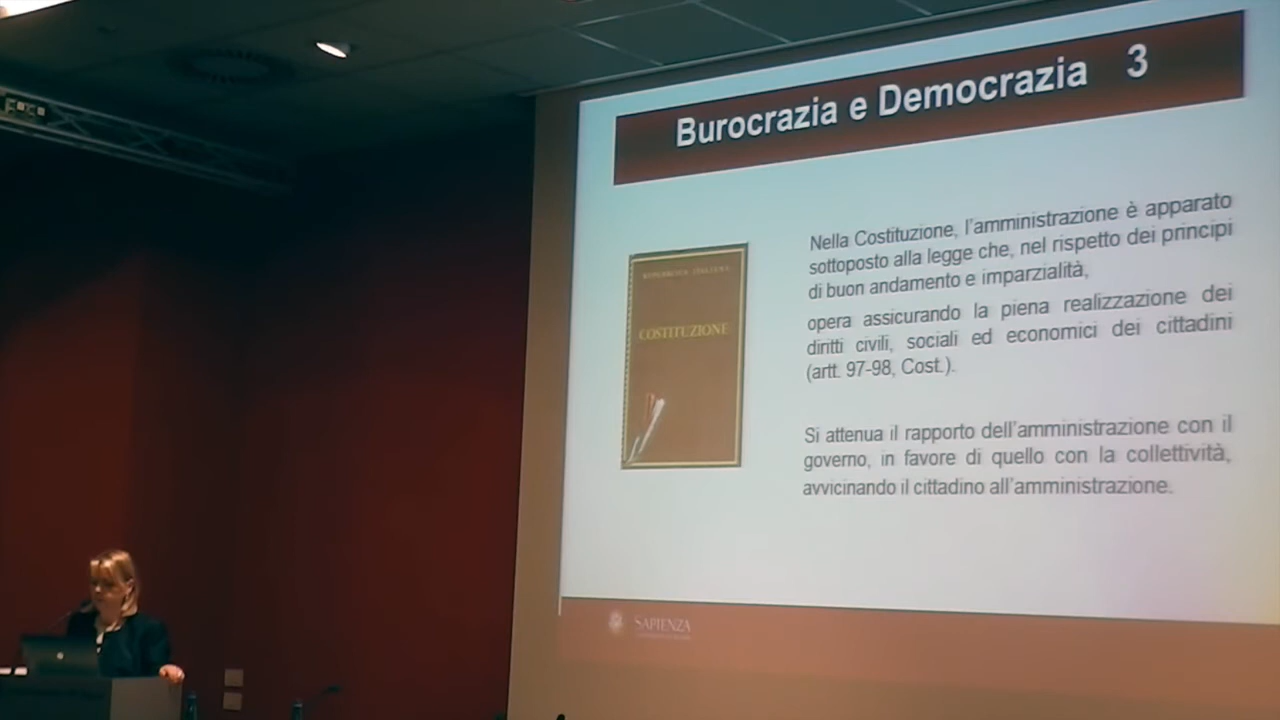 Burocrazia e Democrazia 3
Nella Costituzione, l'amministrazione è apparato
sottoposto alla legge che, nel rispetto dei principi
di buon andamento e imparzialità,
opera assicurando la piena realizzazione dei
diritti civili, sociali ed economici dei cittadini
(artt. 97-98, Cost.).
Si attenua il rapporto dell'amministrazione con il
governo, in favore di quello con la collettività,
avvicinando il cittadino all'amministrazione.
REPUBBLICA ITALIANA
COSTITUZIONE
SAPIENZA